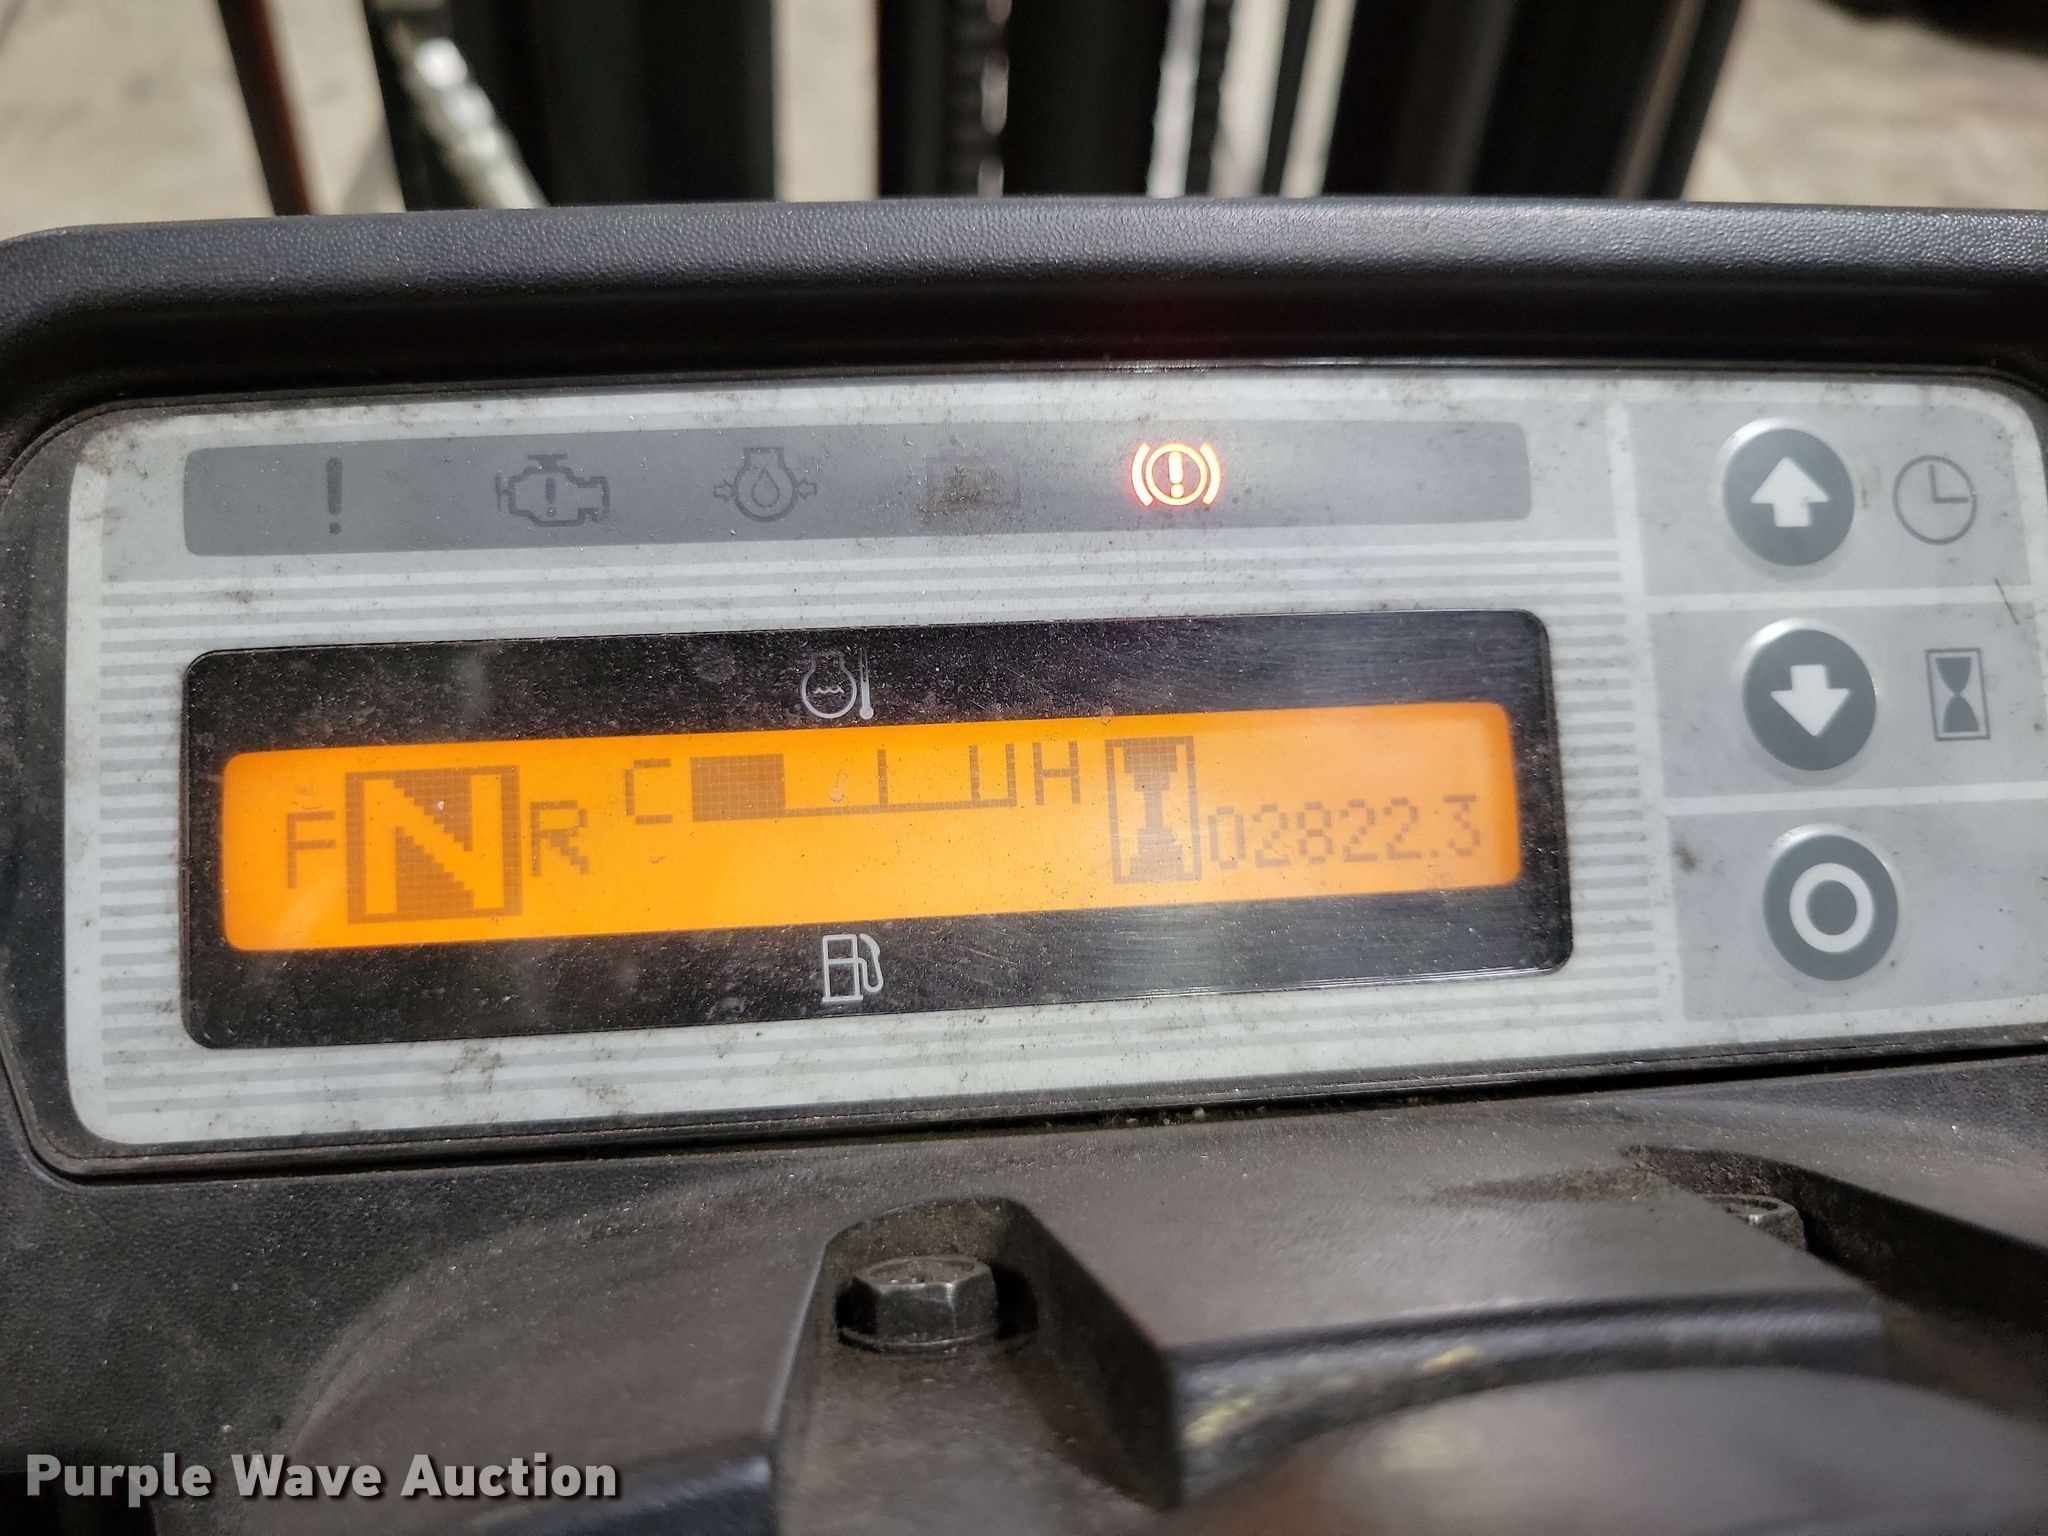 F N R C H 02822.3
Purple Wave Auction